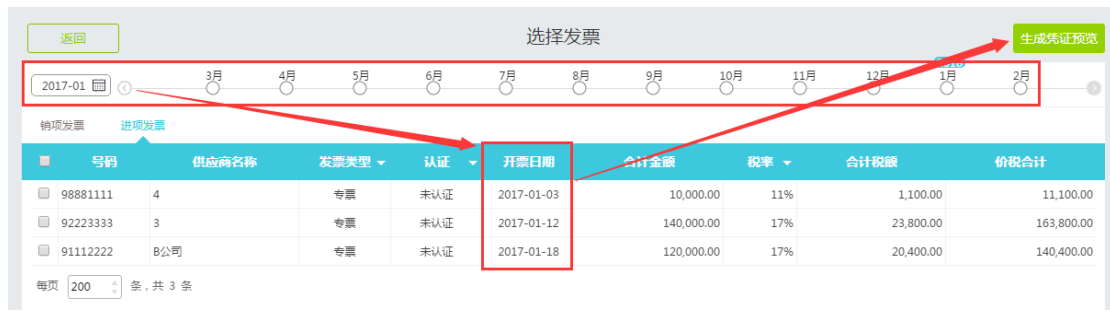 返回 选择发票 生成凭证预览
2017-01 3月 4月 5月 6月 7月 8月 9月 10月 11月 12月 1月 2月
销项发票 进项发票
号码 供应商名称 发票类型 认证 开票日期 合计金额 税率 合计税额 价税合计
98881111 4 专票 未认证 2017-01-03 10,000.00 11% 1,100.00 11,100.00
92223333 3 专票 未认证 2017-01-12 140,000.00 17% 23,800.00 163,800.00
91112222 B公司 专票 未认证 2017-01-18 120,000.00 17% 20,400.00 140,400.00
每页 200 条，共 3 条